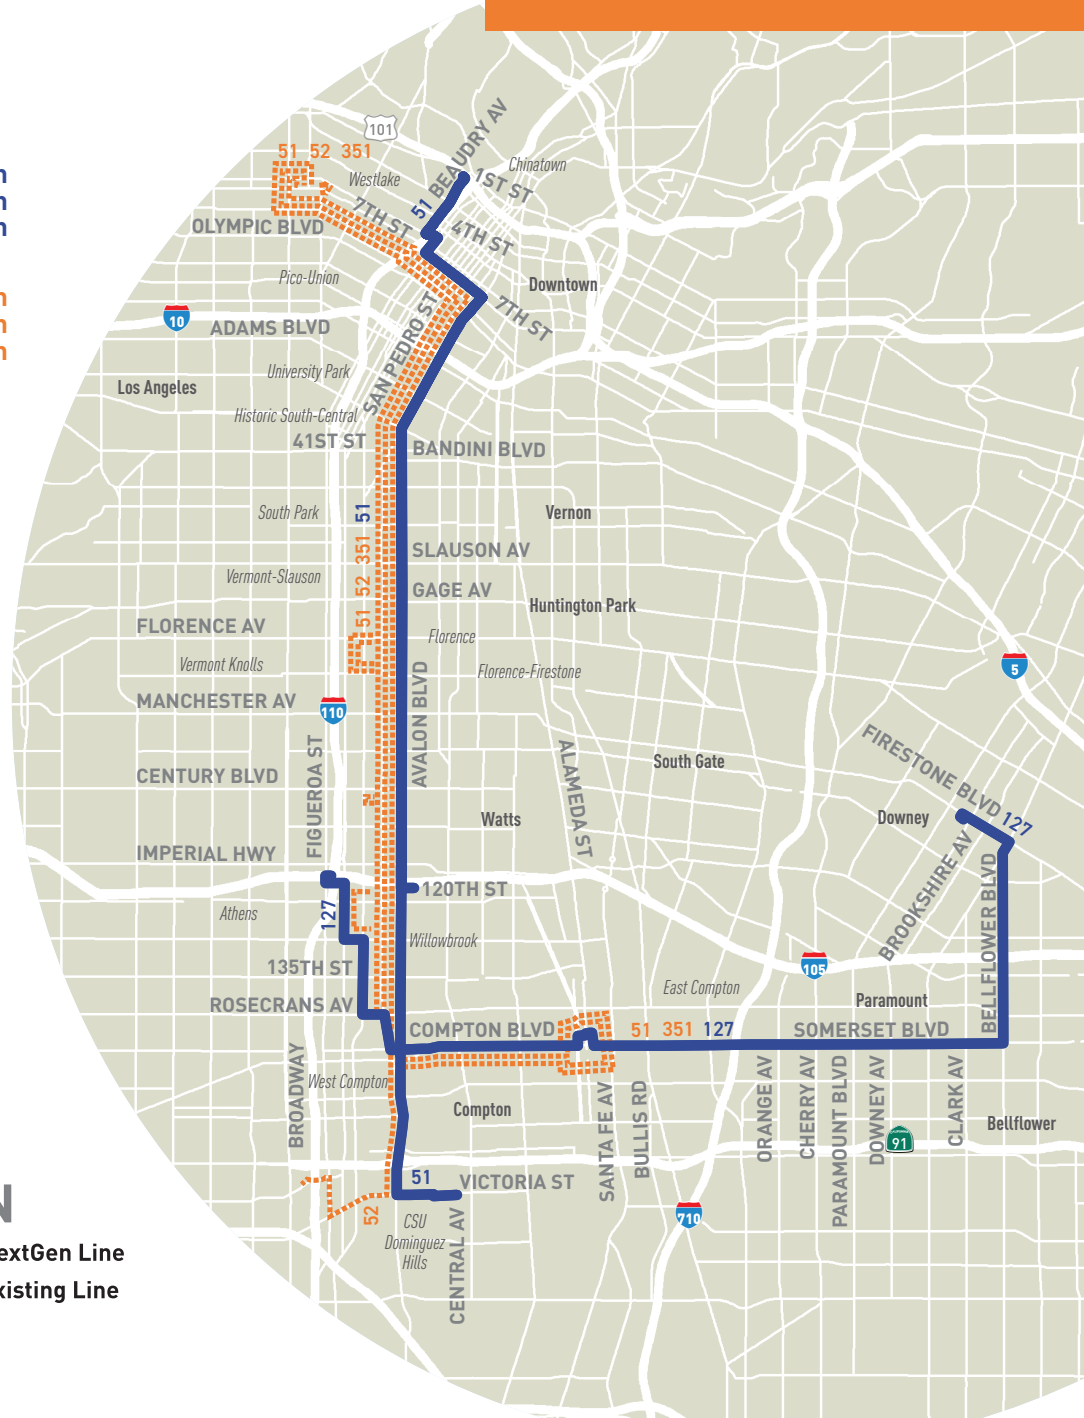 101
51 52 351
BEAUDRY AV
51
Chinatown
1ST ST
Westlake
7TH ST
OLYMPIC BLVD
4TH ST
Pico-Union
Downtown
10
ADAMS BLVD
7TH ST
SAN PEDRO ST
University Park
Los Angeles
Historic South-Central
41ST ST
BANDINI BLVD
South Park
51
Vernon
351
SLAUSON AV
Vermont-Slauson
52
GAGE AV
Huntington Park
51
FLORENCE AV
Florence
Vermont Knolls
Florence-Firestone
5
MANCHESTER AV
110
AVALON BLVD
FIGUEROA ST
CENTURY BLVD
ALAMEDA ST
South Gate
FIRESTONE BLVD
127
Downey
Watts
IMPERIAL HWY
BROOKSHIRE AV
BELLFLOWER BLVD
120TH ST
127
Athens
Willowbrook
135TH ST
105
ROSECRANS AV
East Compton
Paramount
COMPTON BLVD
51 351 127
SOMERSET BLVD
BROADWAY
West Compton
Compton
SANTA FE AV
BULLIS RD
ORANGE AV
CHERRY AV
PARAMOUNT BLVD
DOWNEY AV
CLARK AV
91
Bellflower
51
VICTORIA ST
52
CSU
Dominguez
Hills
CENTRAL AV
710
N
extGen Line
xisting Line